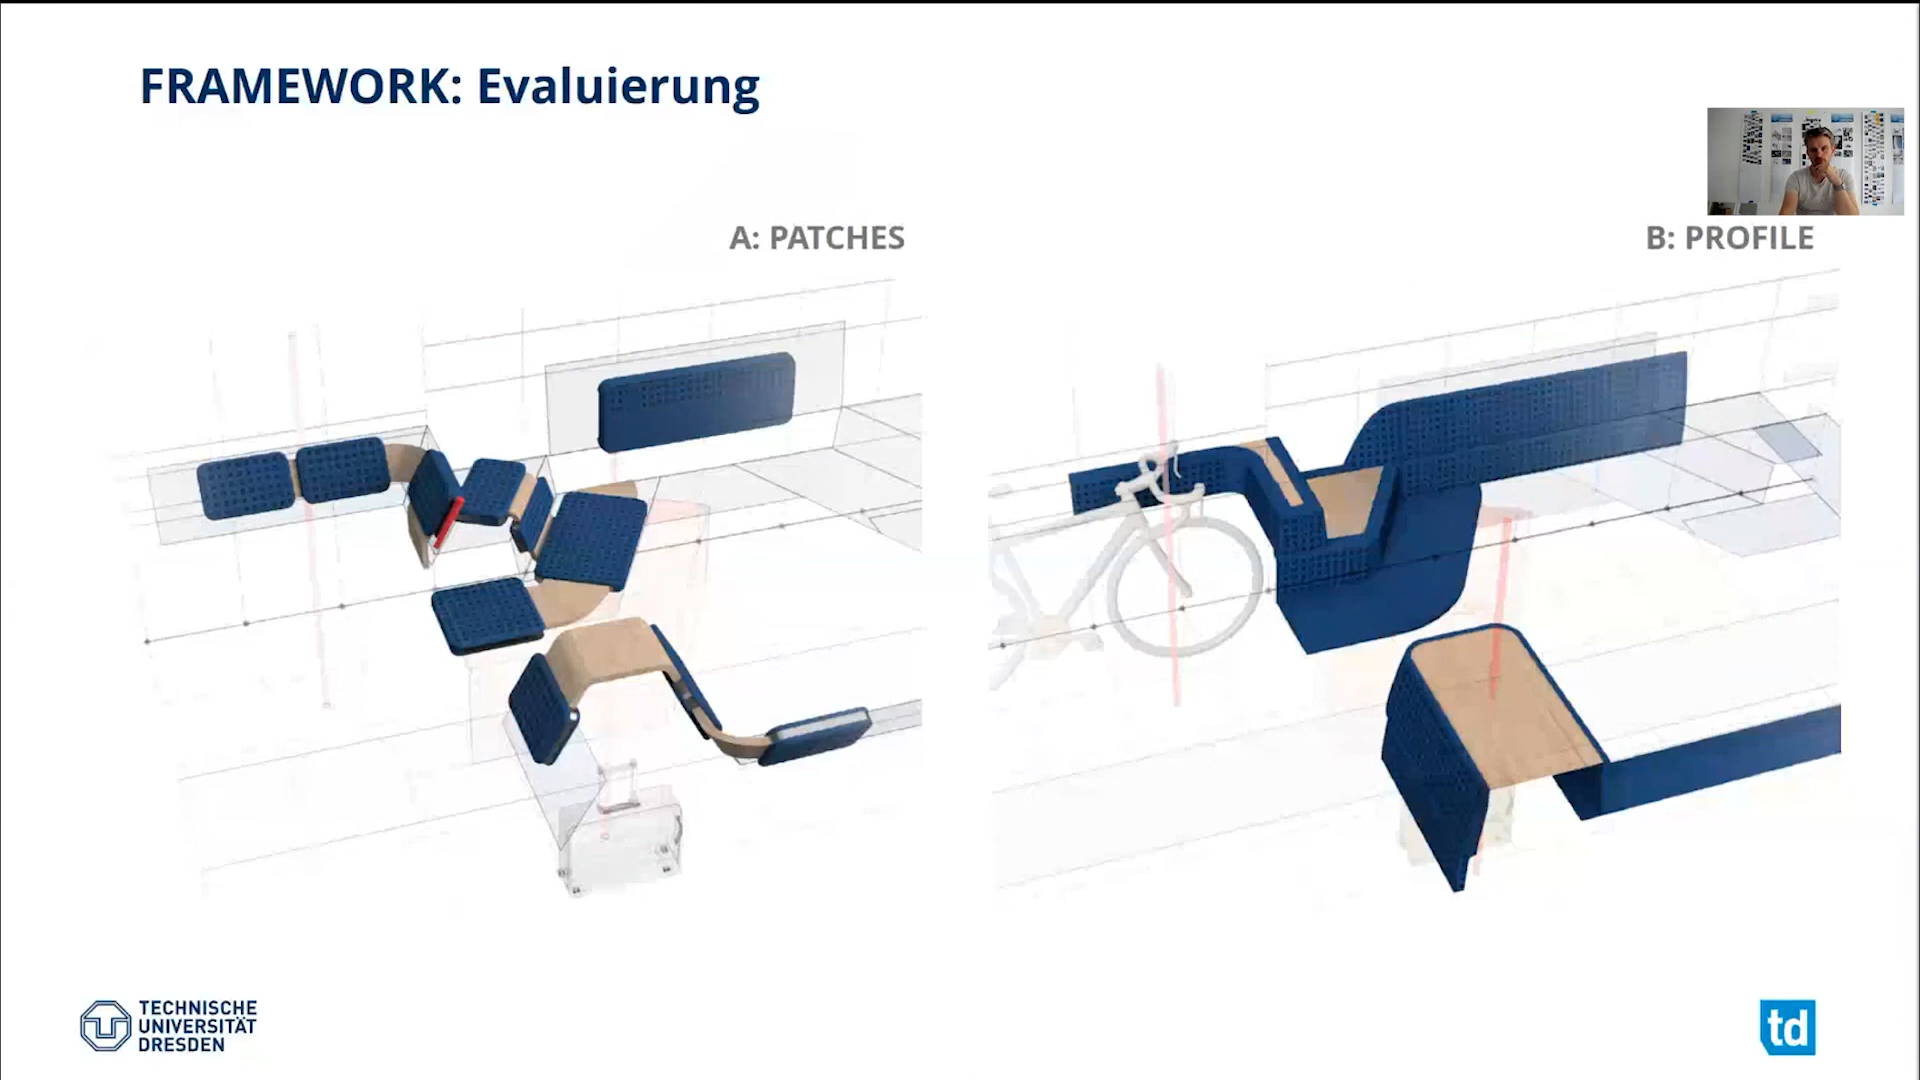 FRAMEWORK: Evaluierung
A: PATCHES
B: PROFILE
TECHNISCHE
UNIVERSITÄT
DRESDEN
td